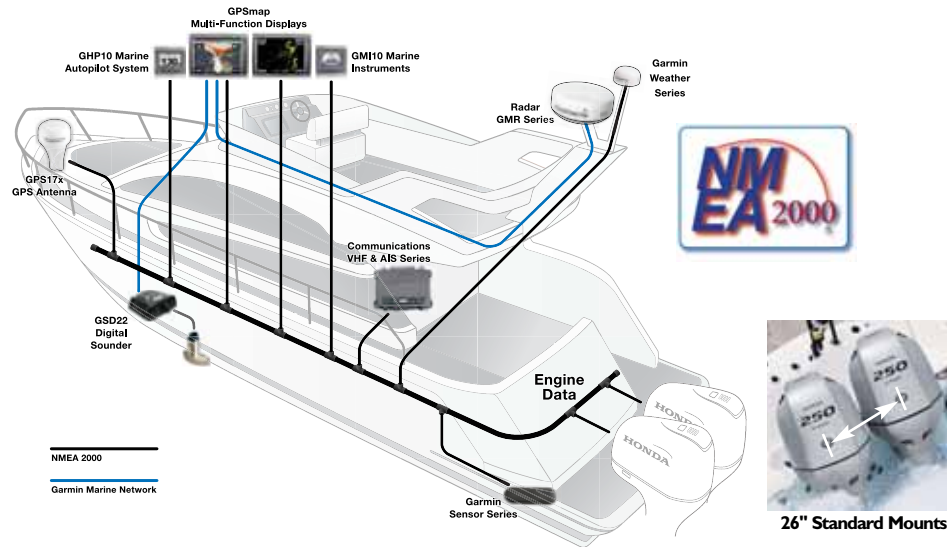 GPSmap
Multi-Function Displays
GHP10 Marine
Autopilot System
GMI10 Marine
Instruments
Garmin
Weather
Series
Radar
GMR Series
GPS17x
GPS Antenna
NM
EA 2000
Communications
VHF & AIS Series
GSD22
Digital
Sounder
Engine
Data
HONDA
HONDA
250
250
NMEA 2000
Garmin Marine Network
Garmin
Sensor Series
26" Standard Mounts